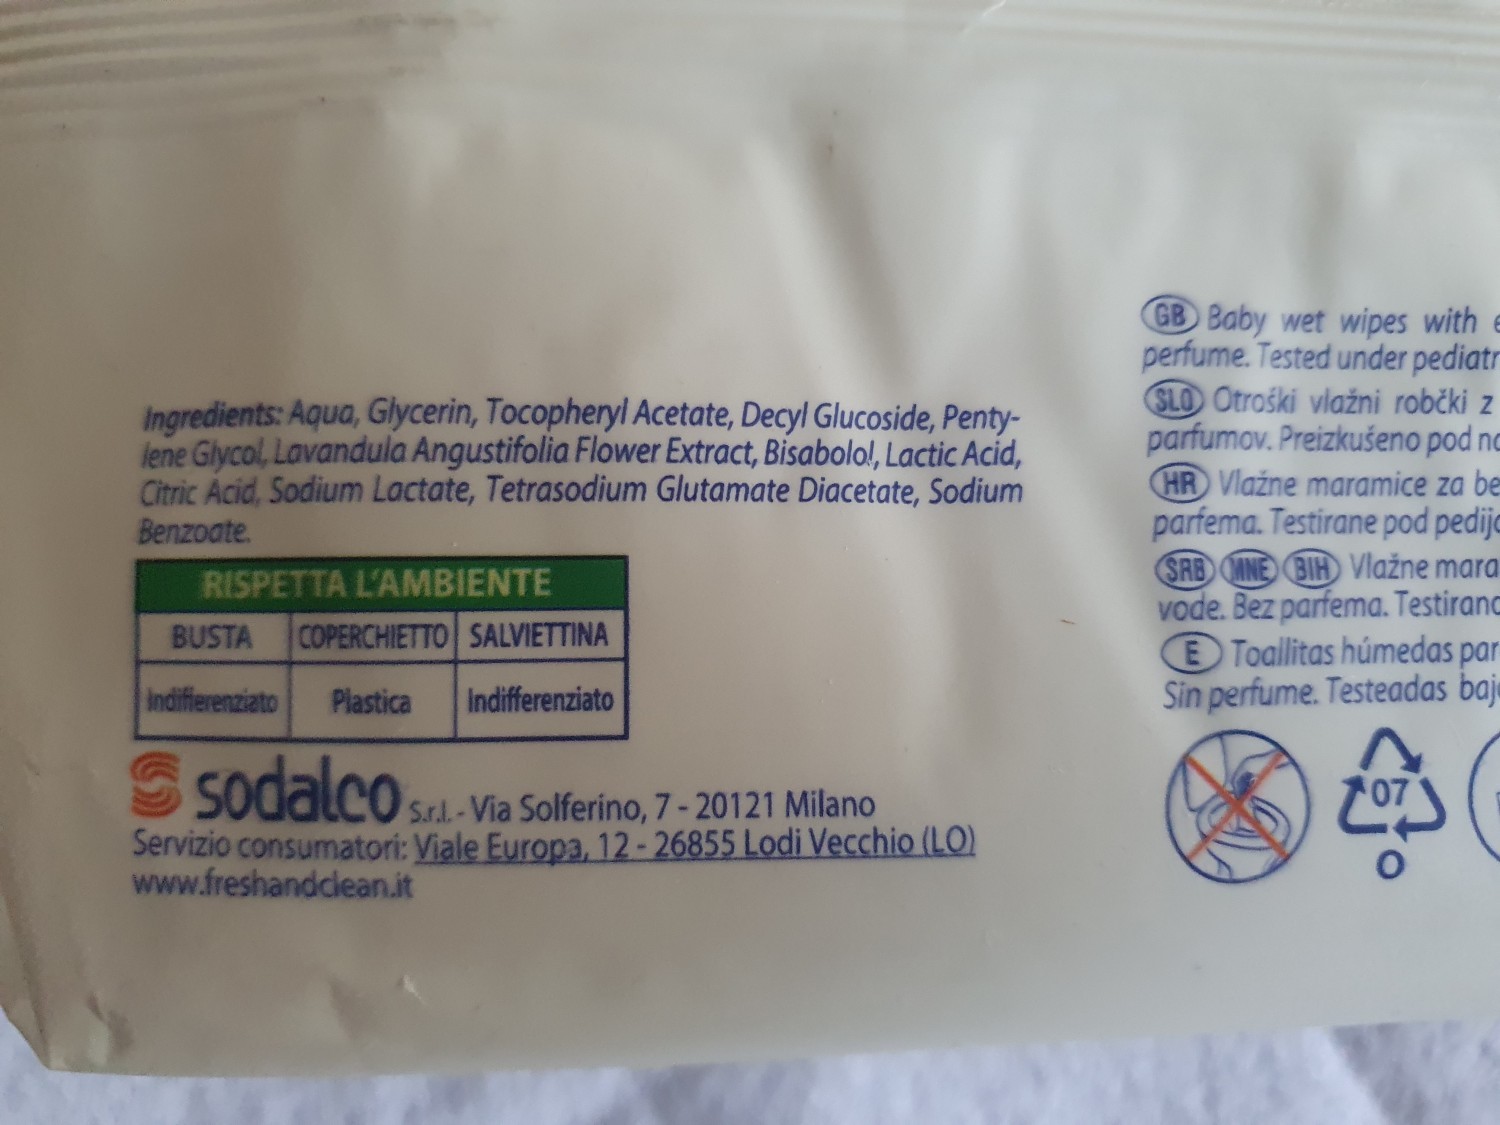 Ingredients: Aqua, Glycerin, Tocopheryl Acetate, Decyl Glucoside, Penty-
lene Glycol, Lavandula Angustifolia Flower Extract, Bisabolol, Lactic Acid,
Citric Acid, Sodium Lactate, Tetrasodium Glutamate Diacetate, Sodium
Benzoate.
RISPETTA L'AMBIENTE
BUSTA COPERCHIETTO SALVIETTINA
Indifferenziato Plastica Indifferenziato
sodalco s.r.l. - Via Solferino, 7 - 20121 Milano
Servizio consumatori: Viale Europa, 12 - 26855 Lodi Vecchio (LO)
www.freshandclean.it
GB Baby wet wipes with
perfume. Tested under pediatr
SLO Otroški vlažni robčki z
parfumov. Preizkušeno pod
HR Vlažne maramice za be
parfema. Testirane pod pedij
SRB MNE BIH Vlažne mara
vode. Bez parfema. Testiran
E Toallitas húmedas par
Sin perfume. Testeadas baj
07
O